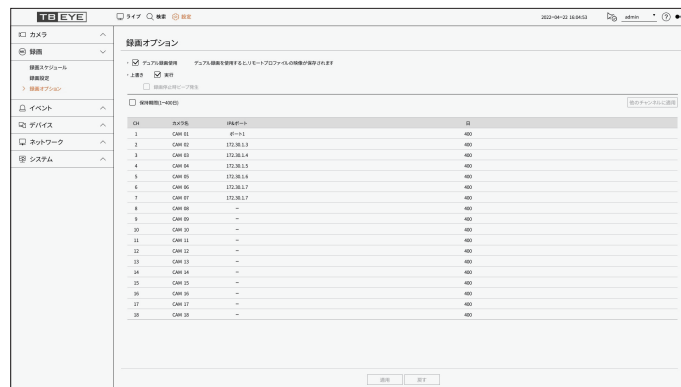 TB EYE
ライブ 検索 設定
2022-04-22 16:04:53 admin
カメラ
録画
録画スケジュール
録画設定
録画オプション
イベント
デバイス
ネットワーク
システム
録画オプション
デュアル録画使用 デュアル録画を使用すると,リモートプロファイルの映像が保存されます
上書き 実行
録画停止時ビープ発生
保持期間(1~400日) 他のチャンネルに適用
CH カメラ名 IP&ポート 日
1 CAM 01 ポート1 400
2 CAM 02 172.30.1.3 400
3 CAM 03 172.30.1.4 400
4 CAM 04 172.30.1.5 400
5 CAM 05 172.30.1.6 400
6 CAM 06 172.30.1.7 400
7 CAM 07 172.30.1.7 400
8 CAM 08 － 400
9 CAM 09 － 400
10 CAM 10 － 400
11 CAM 11 － 400
12 CAM 12 － 400
13 CAM 13 － 400
14 CAM 14 － 400
15 CAM 15 － 400
16 CAM 16 － 400
17 CAM 17 － 400
18 CAM 18 － 400
適用 戻す